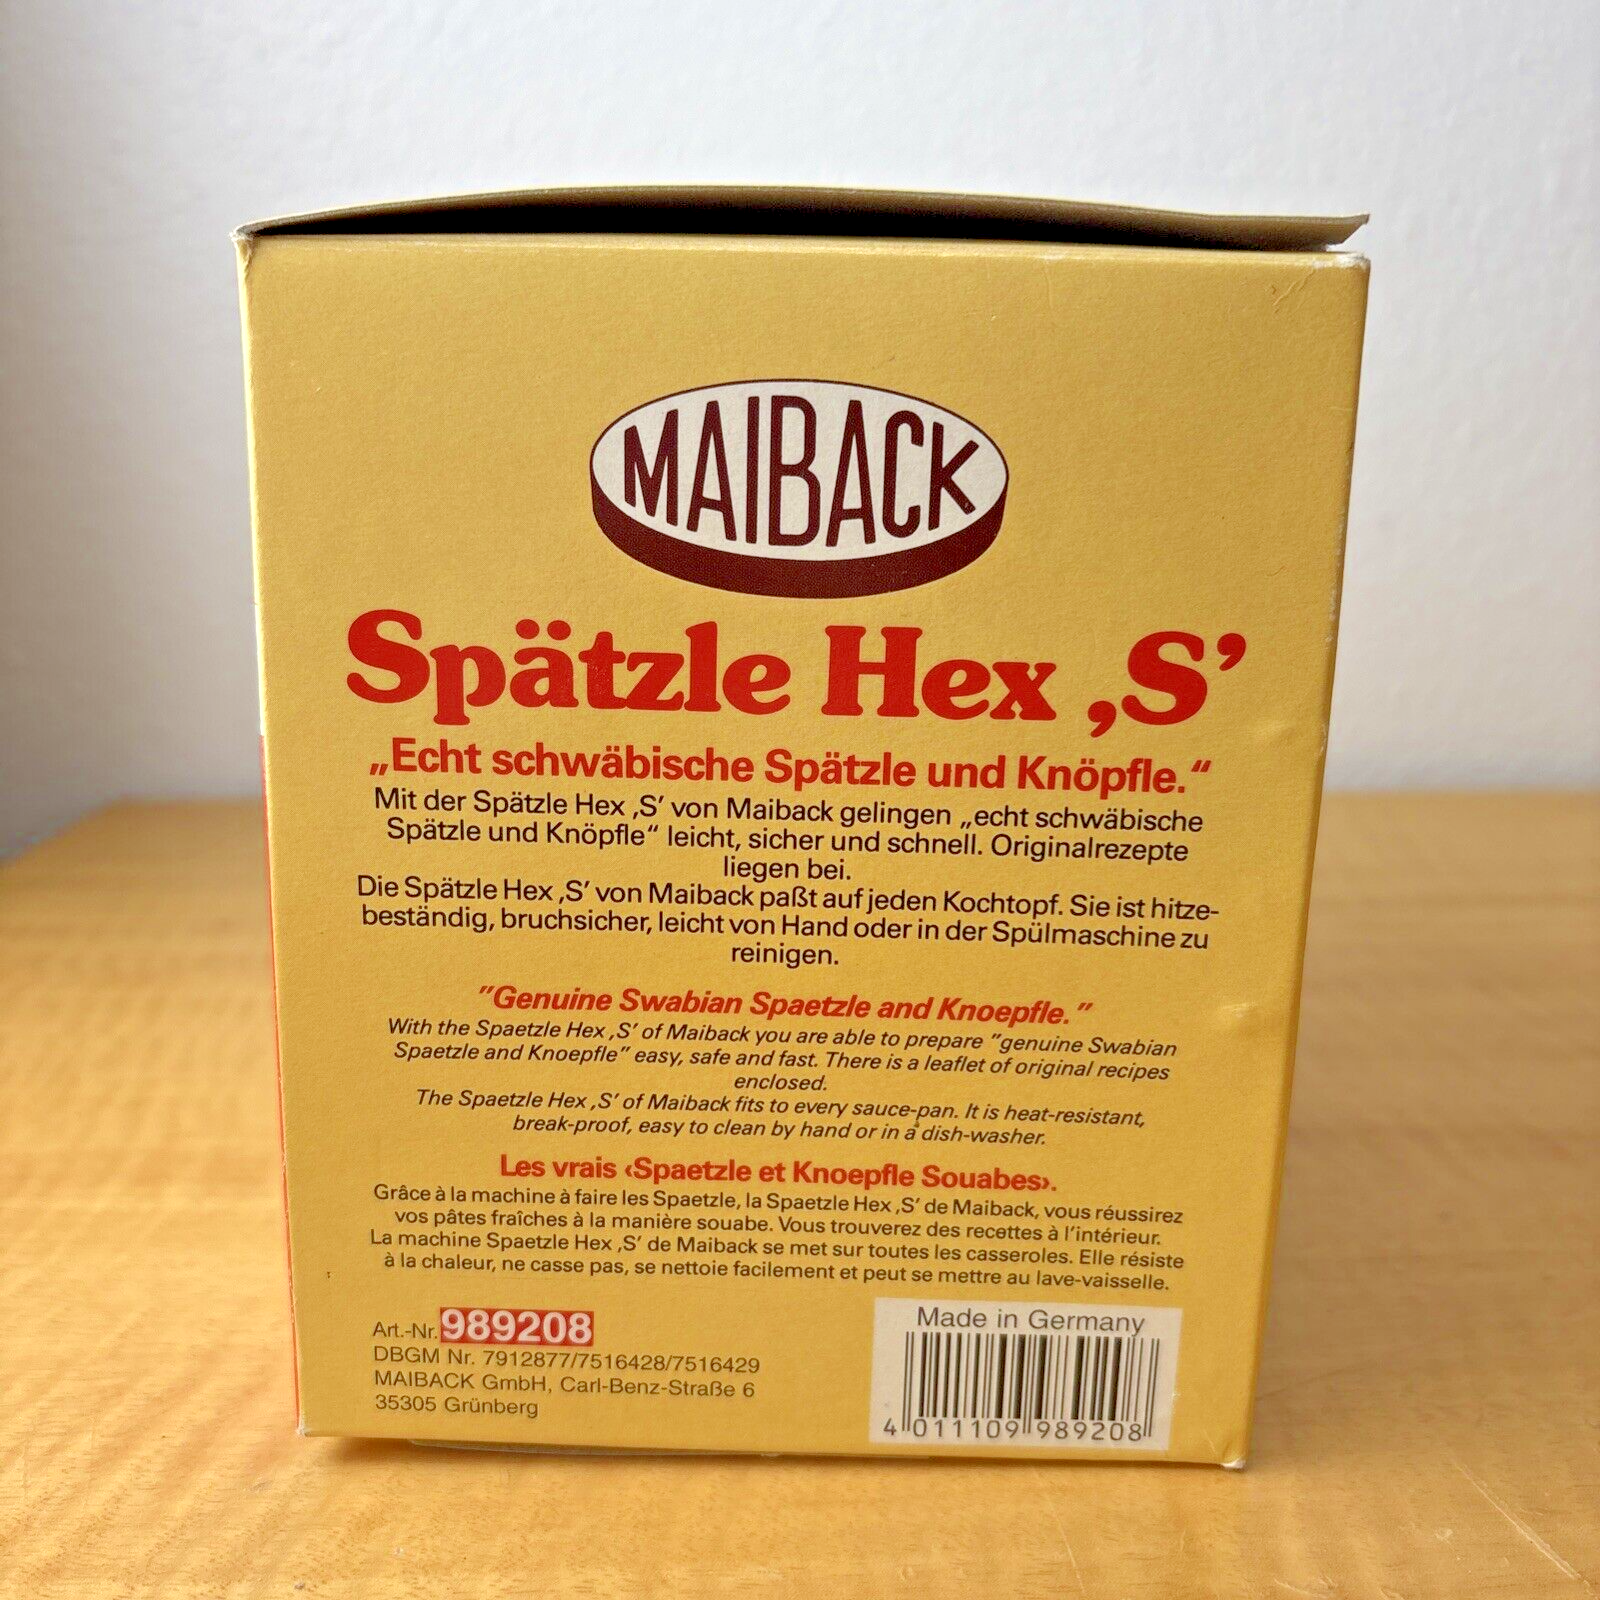 MAIBACK
Spätzle Hex ‚S’
„Echt schwäbische Spätzle und Knöpfle.“
Mit der Spätzle Hex ‚S’ von Maiback gelingen „echt schwäbische
Spätzle und Knöpfle“ leicht, sicher und schnell. Originalrezepte
liegen bei.
Die Spätzle Hex ‚S’ von Maiback paßt auf jeden Kochtopf. Sie ist hitze-
beständig, bruchsicher, leicht von Hand oder in der Spülmaschine zu
reinigen.
”Genuine Swabian Spaetzle and Knoepfle.”
With the Spaetzle Hex ‚S’ of Maiback you are able to prepare ”genuine Swabian
Spaetzle and Knoepfle” easy, safe and fast. There is a leaflet of original recipes
enclosed.
The Spaetzle Hex ‚S’ of Maiback fits to every sauce-pan. It is heat-resistant,
break-proof, easy to clean by hand or in a dish-washer.
Les vrais ‹Spaetzle et Knoepfle Souabes›.
Grâce à la machine à faire les Spaetzle, la Spaetzle Hex ‚S’ de Maiback, vous réussirez
vos pâtes fraîches à la manière souabe. Vous trouverez des recettes à l’intérieur.
La machine Spaetzle Hex ‚S’ de Maiback se met sur toutes les casseroles. Elle résiste
à la chaleur, ne casse pas, se nettoie facilement et peut se mettre au lave-vaisselle.
Art.-Nr. 989208
DBGM Nr. 7912877/7516428/7516429
MAIBACK GmbH, Carl-Benz-Straße 6
35305 Grünberg
Made in Germany
4 011109 989208